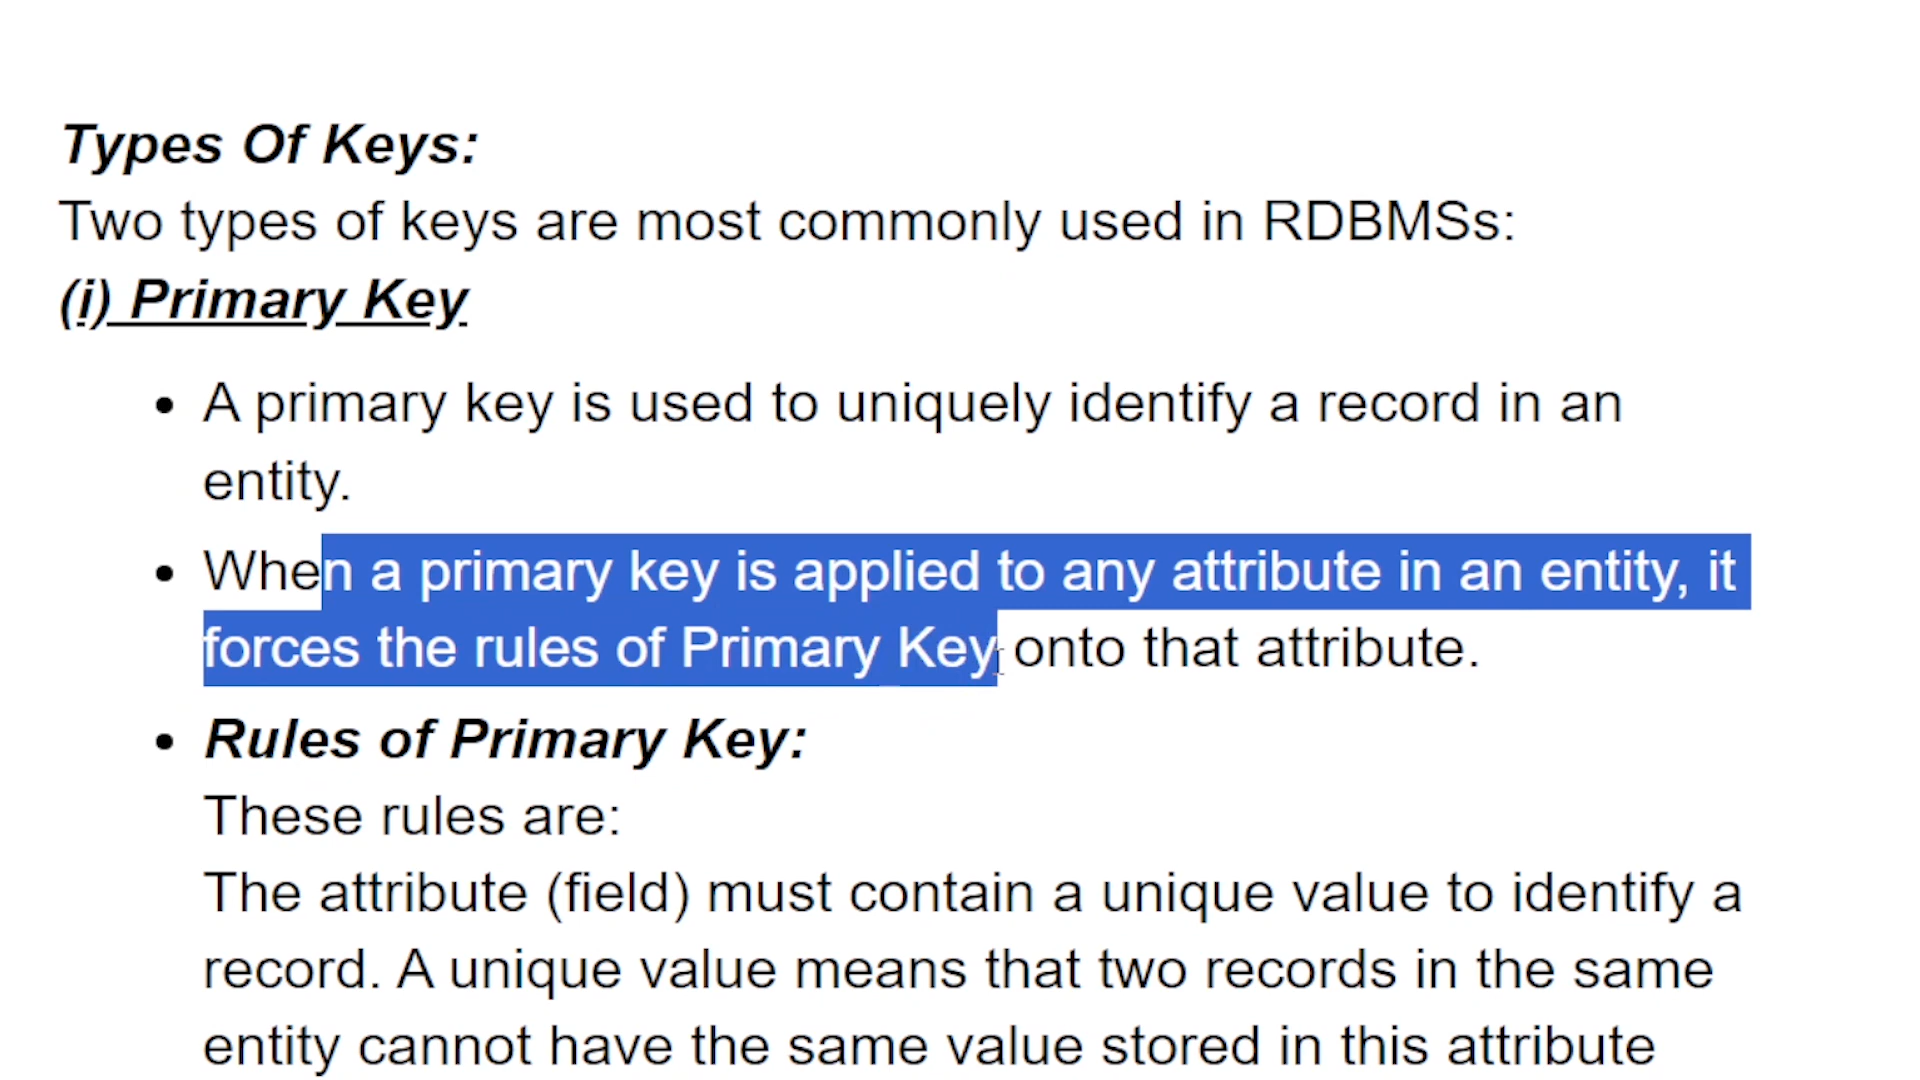 Types Of Keys:
Two types of keys are most commonly used in RDBMSs:
(i) Primary Key
• A primary key is used to uniquely identify a record in an
entity.
• When a primary key is applied to any attribute in an entity, it
forces the rules of Primary Key onto that attribute.
• Rules of Primary Key:
These rules are:
The attribute (field) must contain a unique value to identify a
record. A unique value means that two records in the same
entity cannot have the same value stored in this attribute